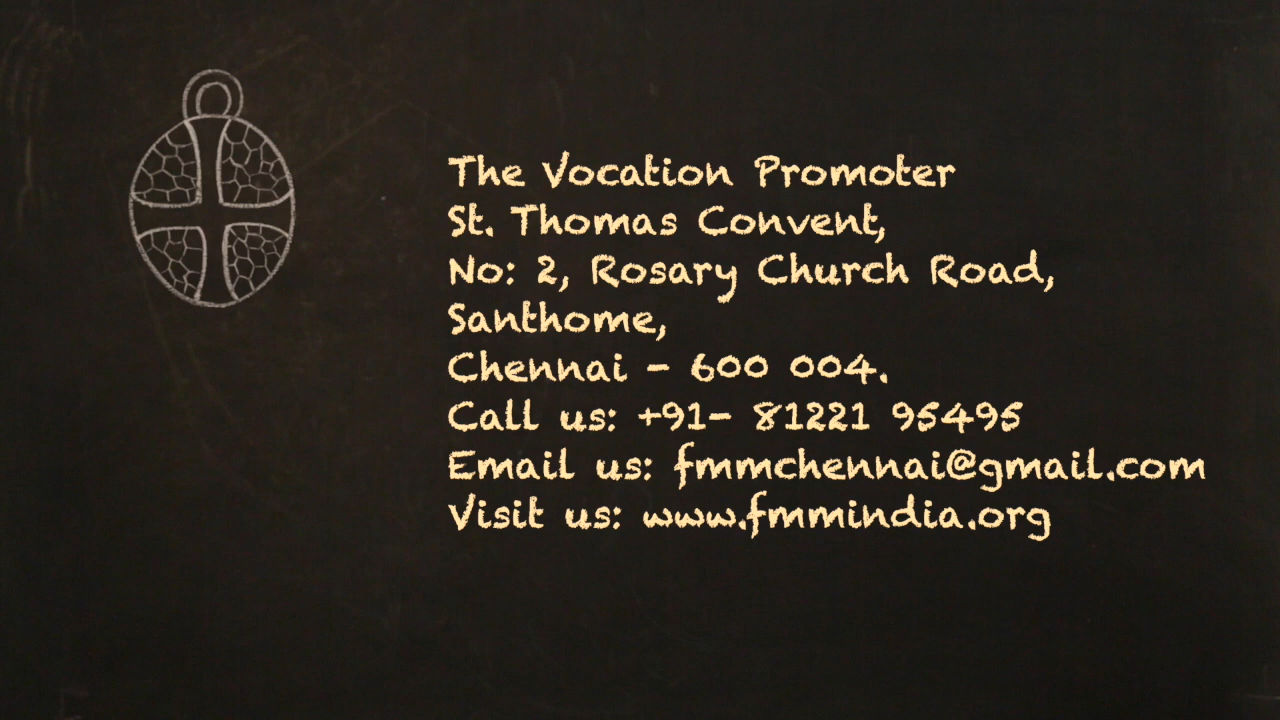 The Vocation Promoter
St. Thomas Convent,
No: 2, Rosary Church Road,
Santhome,
Chennai - 600 004.
Call us: +91- 81221 95495
Email us: fmmchennai@gmail.com
Visit us: www.fmmindia.org